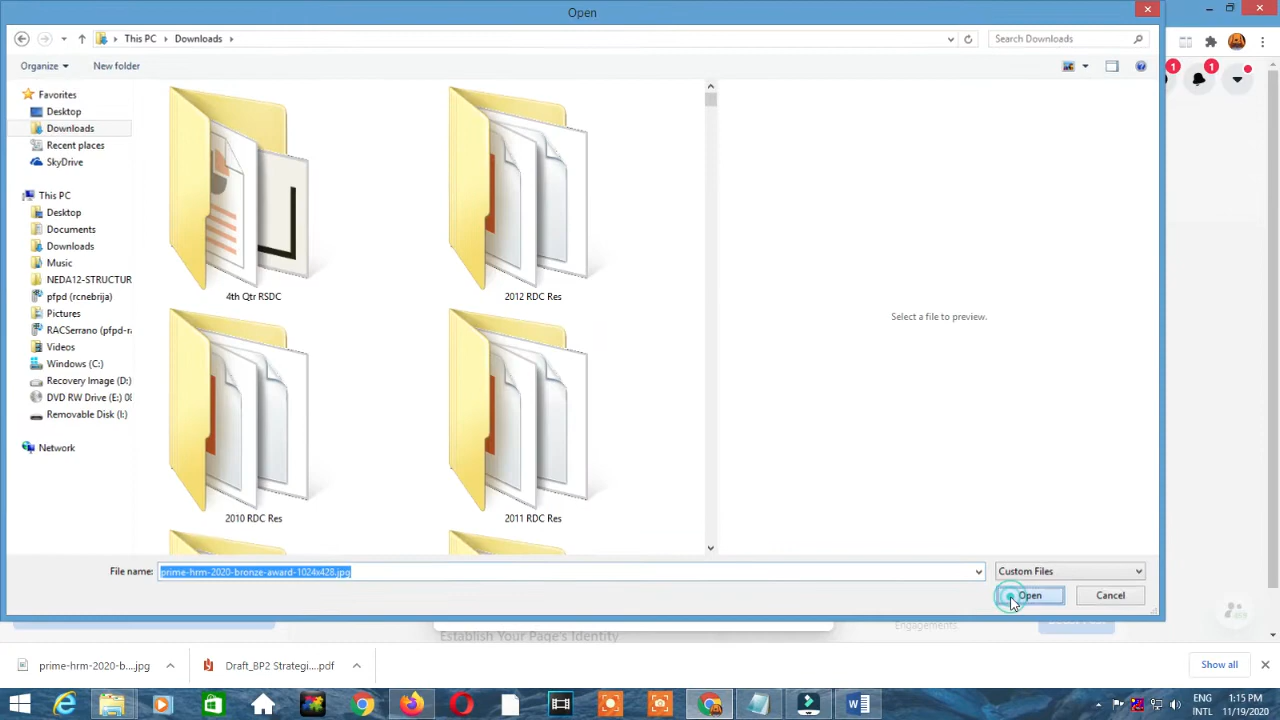 Open
This PC Downloads
Search Downloads
Organize New folder
Favorites
Desktop
Downloads
Recent places
SkyDrive
This PC
Desktop
Documents
Downloads
Music
NEDA12-STRUCTUR
pfpd (rcnebrija)
Pictures
RACSerrano (pfpd-ra
Videos
Windows (C:)
Recovery Image (D:)
DVD RW Drive (E:) 08
Removable Disk (I:)
Network
4th Qtr RSDC
2012 RDC Res
2010 RDC Res
2011 RDC Res
Select a file to preview.
File name: prime-hrm-2020-bronze-award-1024x428.jpg
Custom Files
Open Cancel
1
1
Establish Your Page's Identity
Engagements
prime-hrm-2020-b....jpg
Draft_BP2 Strategi....pdf
Show all
ENG
INTL
1:15 PM
11/19/2020